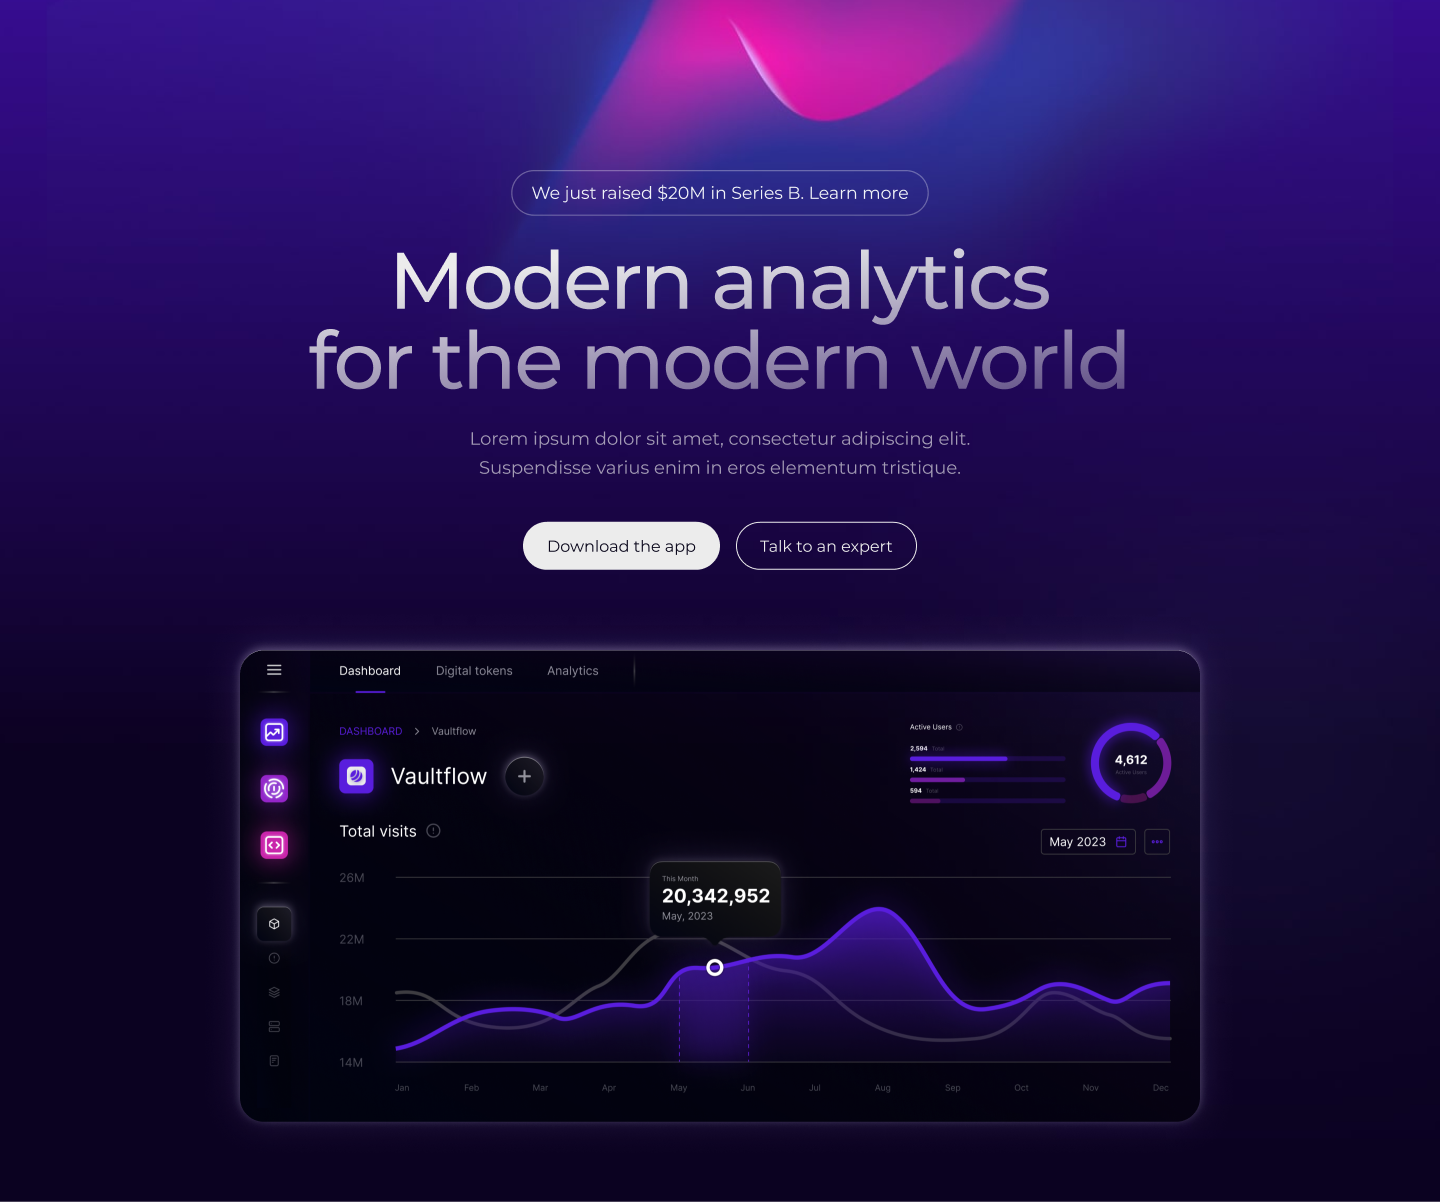 We just raised $20M in Series B. Learn more
Modern analytics
for the modern world
Lorem ipsum dolor sit amet, consectetur adipiscing elit.
Suspendisse varius enim in eros elementum tristique.
Download the app
Talk to an expert
Dashboard
Digital tokens
Analytics
DASHBOARD
Vaultflow
Vaultflow
Active Users
2,594 Total
1,424 Total
594 Total
4,612
Active Users
Total visits
May 2023
26M
22M
18M
14M
This Month
20,342,952
May, 2023
Jan
Feb
Mar
Apr
May
Jun
Jul
Aug
Sep
Oct
Nov
Dec